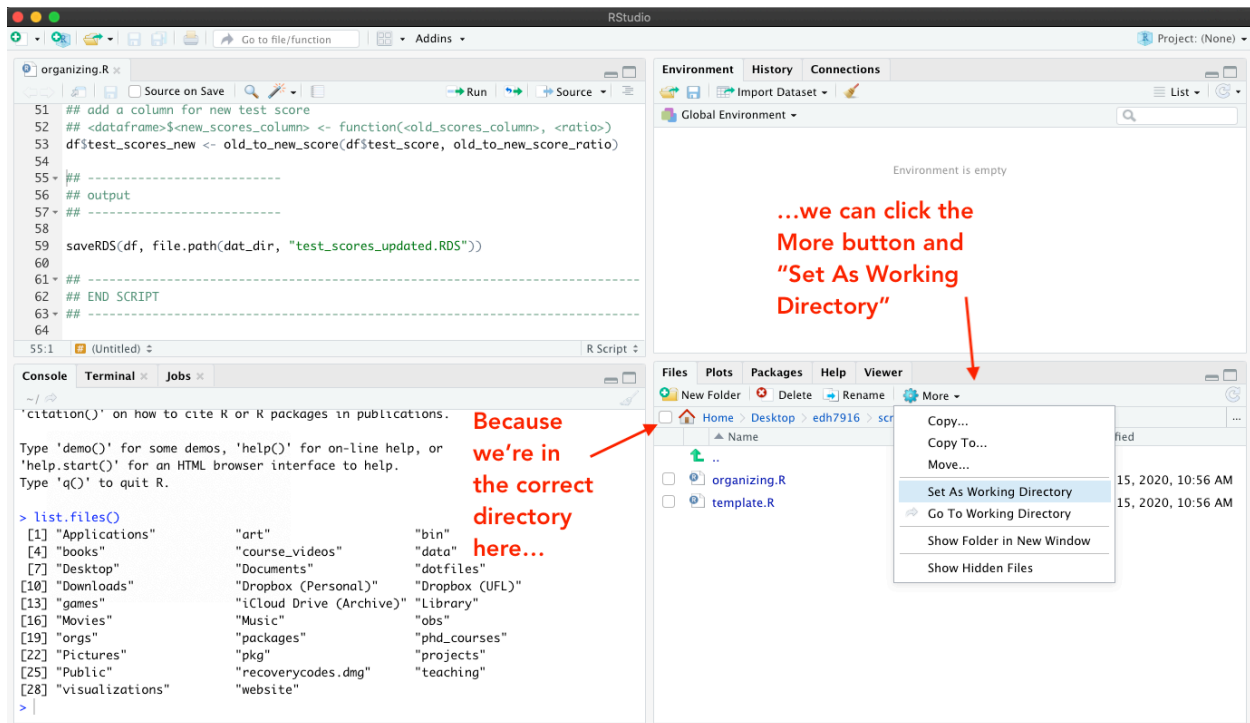 RStudio
Go to file/function
Addins
Project: (None)
organizing.R
Source on Save
Run
Source
51 ## add a column for new test score
52 ## <dataframe>$<new_scores_column> <- function(<old_scores_column>, <ratio>)
53 df$test_scores_new <- old_to_new_score(df$test_score, old_to_new_score_ratio)
54
55 ## ---------------------------
56 ## output
57 ## ---------------------------
58
59 saveRDS(df, file.path(dat_dir, "test_scores_updated.RDS"))
60
61 ## -----------------------------------------------------------------------------
62 ## END SCRIPT
63 ## -----------------------------------------------------------------------------
64
55:1 (Untitled) R Script
Environment History Connections
Import Dataset List
Global Environment
Environment is empty
…we can click the
More button and
“Set As Working
Directory”
Console Terminal Jobs
~/
'citation()' on how to cite R or R packages in publications.
Type 'demo()' for some demos, 'help()' for on-line help, or
'help.start()' for an HTML browser interface to help.
Type 'q()' to quit R.
> list.files()
[1] "Applications" "art" "bin"
[4] "books" "course_videos" "data"
[7] "Desktop" "Documents" "dotfiles"
[10] "Downloads" "Dropbox (Personal)" "Dropbox (UFL)"
[13] "games" "iCloud Drive (Archive)" "Library"
[16] "Movies" "Music" "obs"
[19] "orgs" "packages" "phd_courses"
[22] "Pictures" "pkg" "projects"
[25] "Public" "recoverycodes.dmg" "teaching"
[28] "visualizations" "website"
>
Because
we’re in
the correct
directory
here…
Files Plots Packages Help Viewer
New Folder Delete Rename More
Home Desktop edh7916 scr
Name fied
..
organizing.R 15, 2020, 10:56 AM
template.R 15, 2020, 10:56 AM
Copy...
Copy To...
Move...
Set As Working Directory
Go To Working Directory
Show Folder in New Window
Show Hidden Files